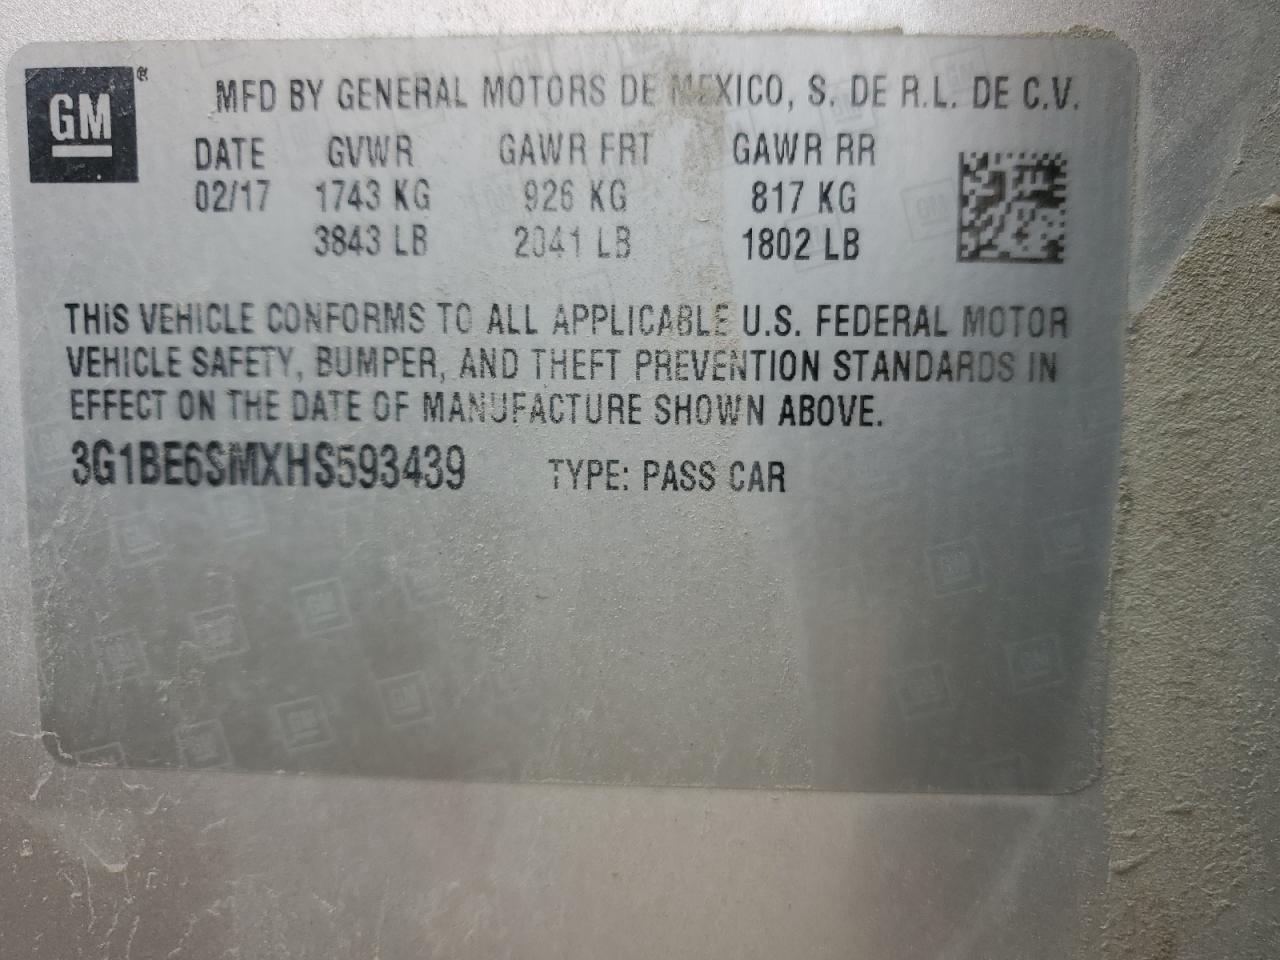 GM®
MFD BY GENERAL MOTORS DE MEXICO, S. DE R.L. DE C.V.
DATE GVWR GAWR FRT GAWR RR
02/17 1743 KG 926 KG 817 KG
3843 LB 2041 LB 1802 LB
THIS VEHICLE CONFORMS TO ALL APPLICABLE U.S. FEDERAL MOTOR
VEHICLE SAFETY, BUMPER, AND THEFT PREVENTION STANDARDS IN
EFFECT ON THE DATE OF MANUFACTURE SHOWN ABOVE.
3G1BE6SMXHS593439 TYPE: PASS CAR